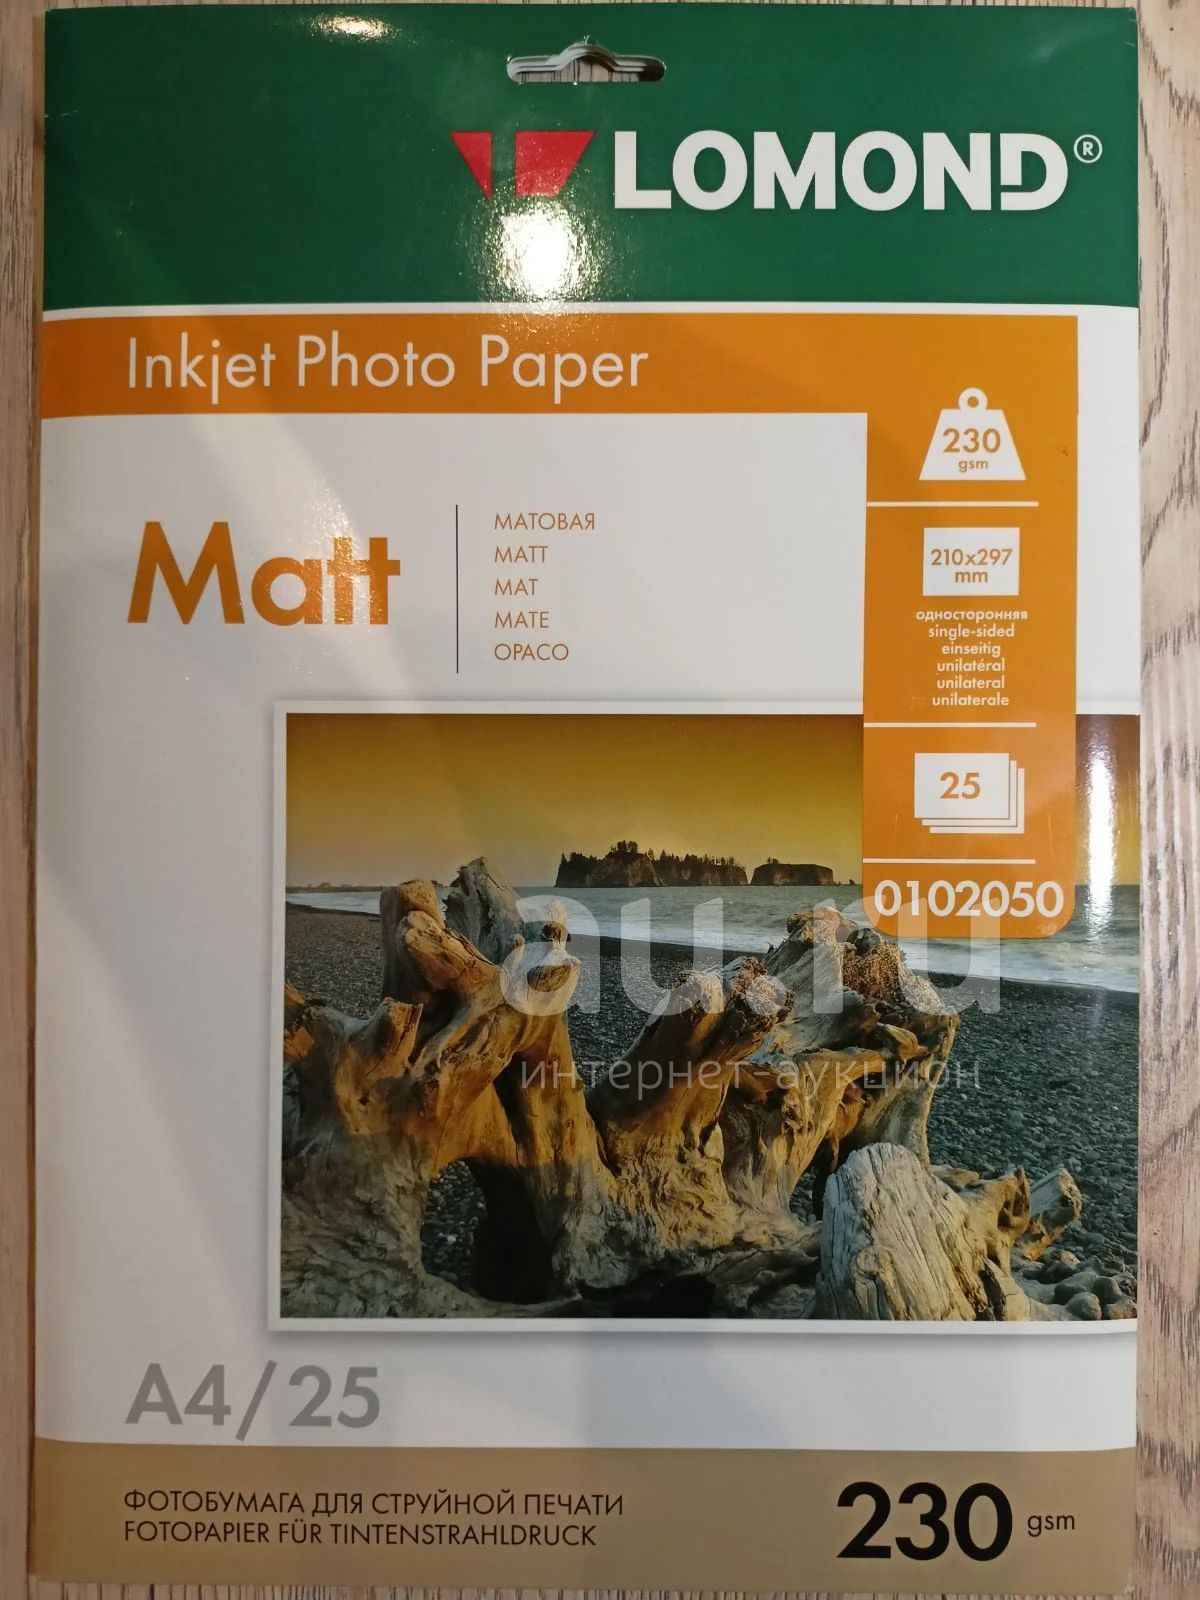 LOMOND®
Inkjet Photo Paper
230
gsm
Matt
МАТОВАЯ
MATT
MAT
MATE
OPACO
210x297
mm
односторонняя
single-sided
einseitig
unilatéral
unilateral
unilaterale
25
0102050
au.ru
интернет-аукцион
A4/25
ФОТОБУМАГА ДЛЯ СТРУЙНОЙ ПЕЧАТИ
FOTOPAPIER FÜR TINTENSTRAHLDRUCK
230 gsm